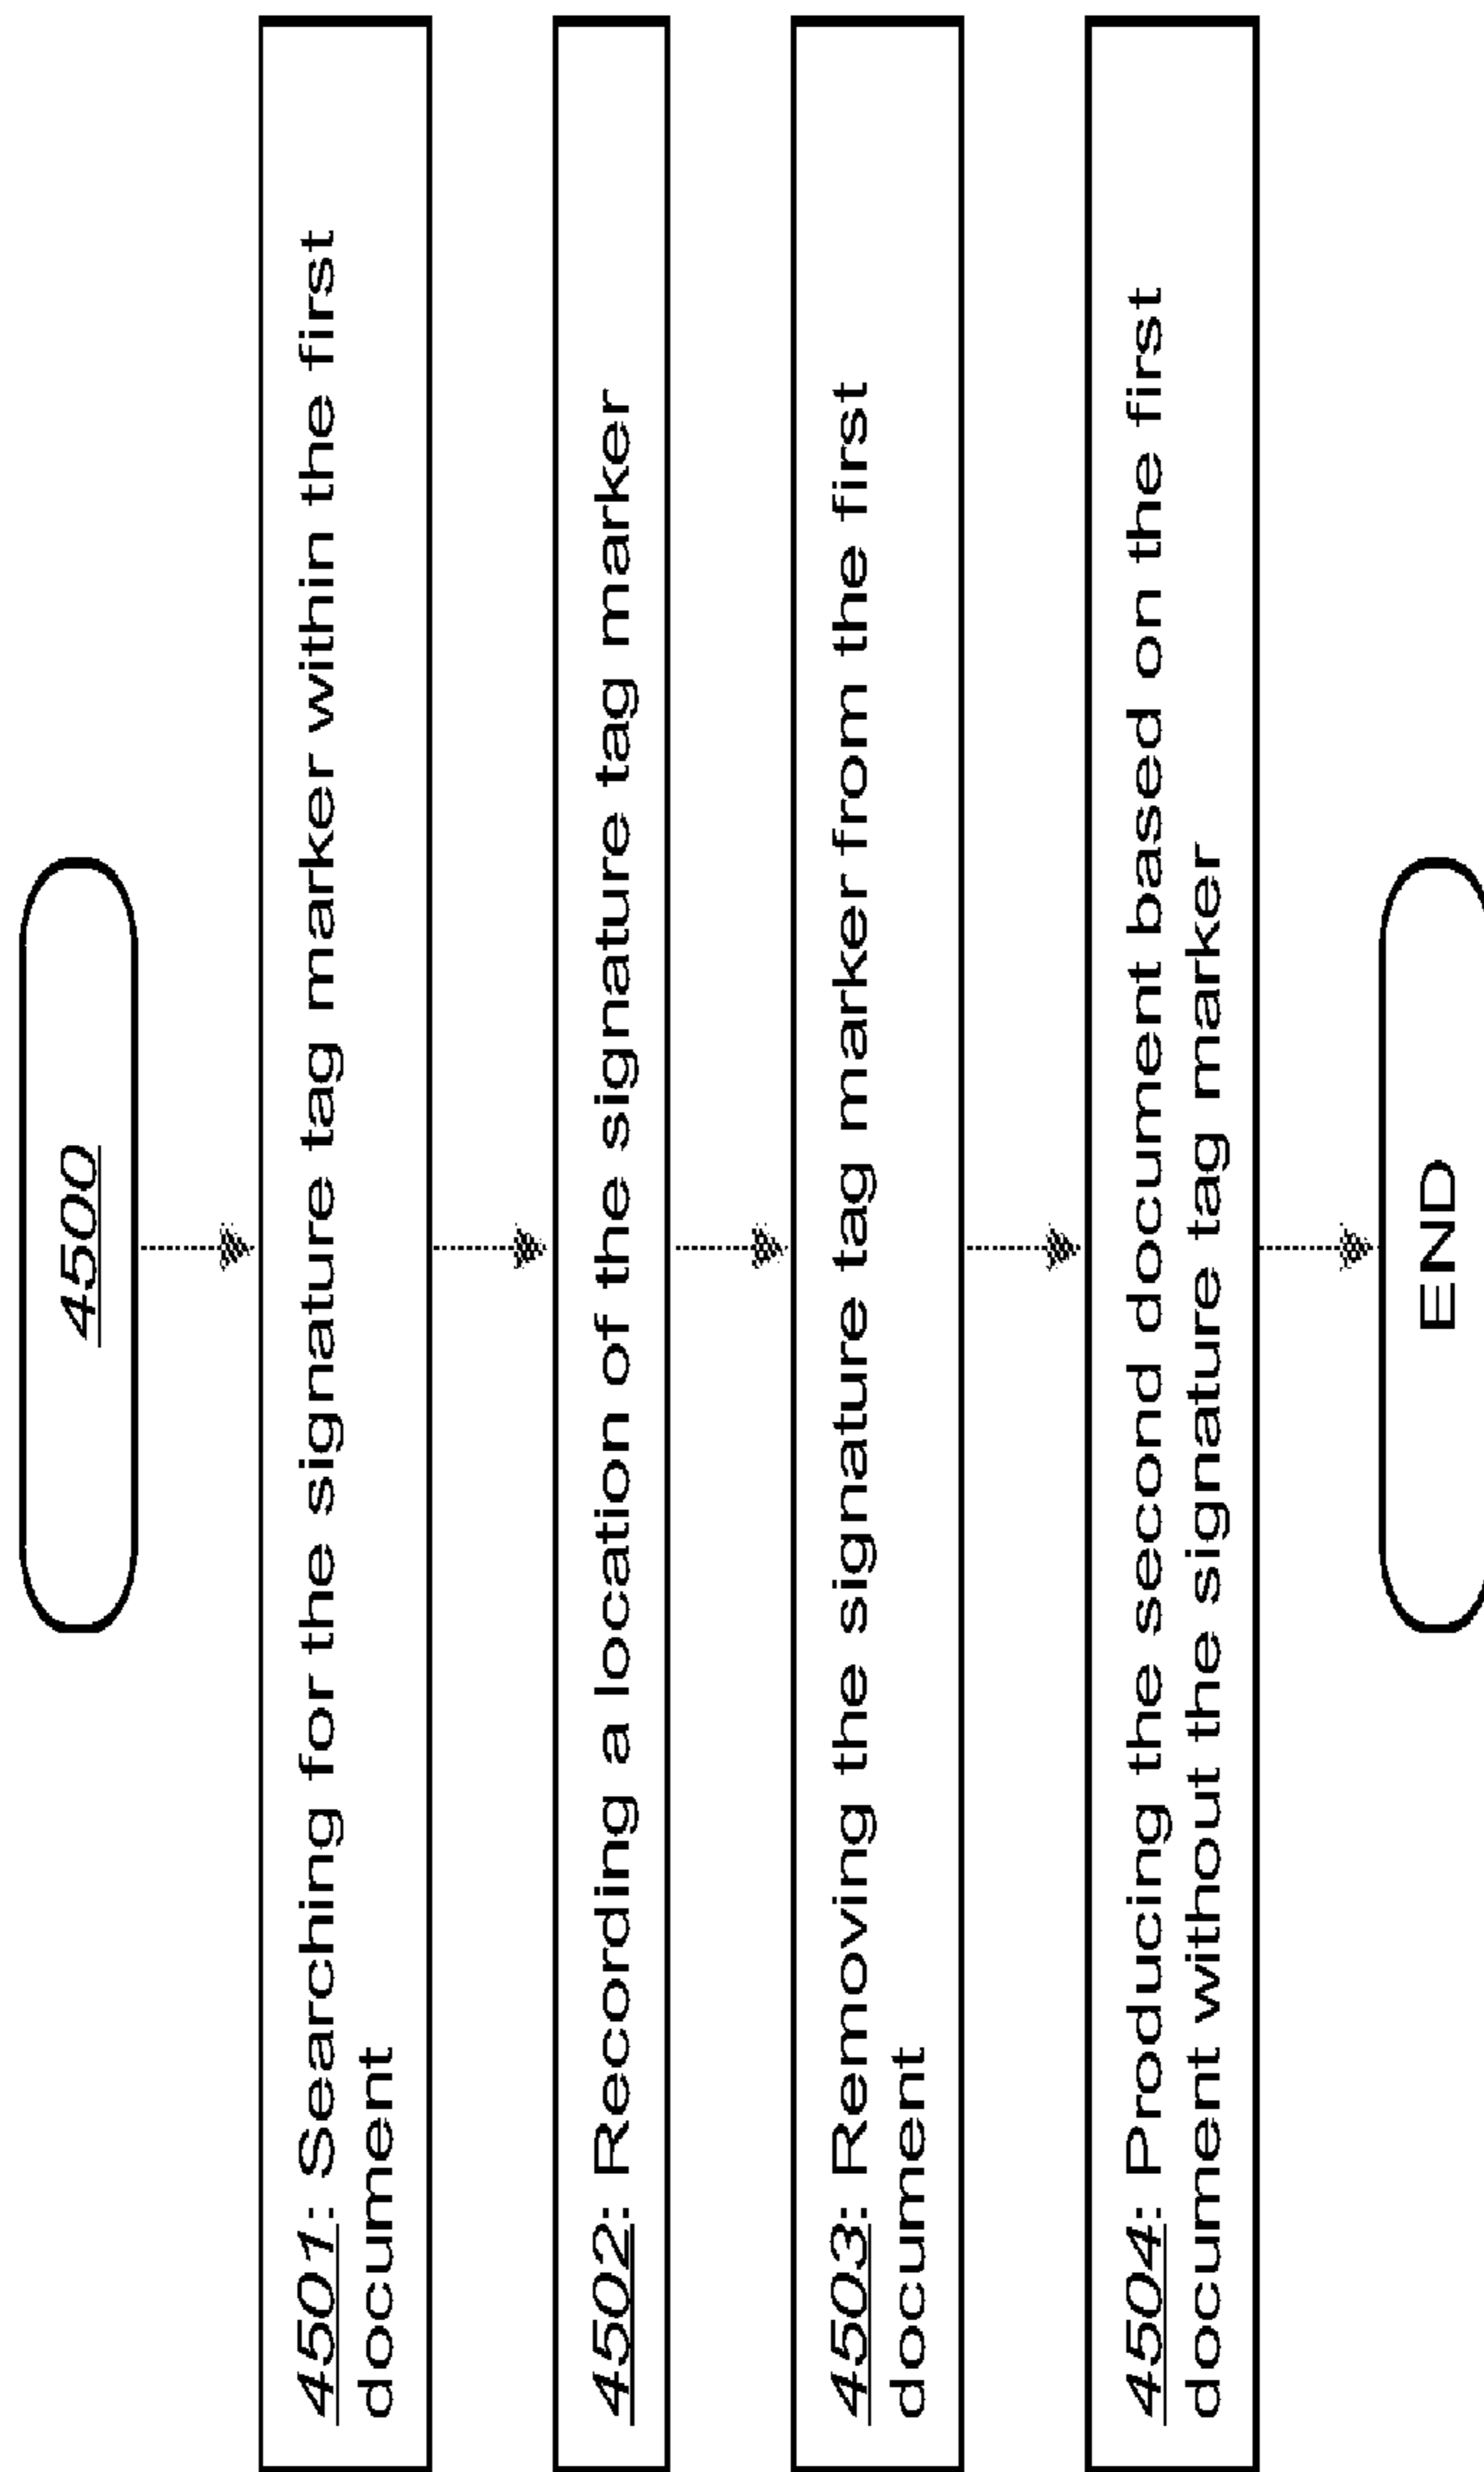 4500
4501: Searching for the signature tag marker within the first
document
4502: Recording a location of the signature tag marker
4503: Removing the signature tag marker from the first
document
4504: Producing the second document based on the first
document without the signature tag marker
END